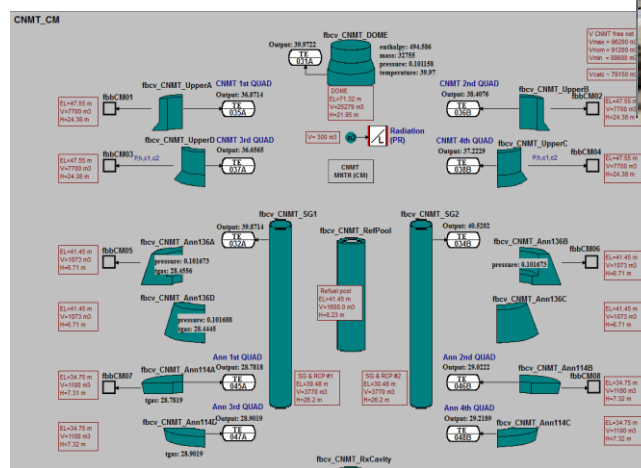 CNMT_CM
fbcv_CNMT_DOME
Output: 39.9722
TE
031A
enthalpy: 494.506
mass: 32755
pressure: 0.101158
temperature: 39.97
V CNMT free net
Vmax = 96200 m3
Vnom = 91200 m3
Vmin = 88600 m3
Vcalc ~ 79150 m3
DOME
EL=71.32 m
V=25279 m3
H=21.95 m
fbcv_CNMT_UpperA
CNMT 1st QUAD
Output: 36.8714
TE
035A
EL=47.55 m
V=7700 m3
H=24.38 m
fbbCM01
CNMT 2nd QUAD
Output: 38.4076
TE
036B
fbcv_CNMT_UpperB
fbbCM02
EL=47.55 m
V=7700 m3
H=24.38 m
fbcv_CNMT_UpperD
CNMT 3rd QUAD
Output: 36.6565
TE
037A
EL=47.55 m
V=7700 m3
H=24.38 m
fbbCM03
P,h,c1,c2
V= 300 m3
Radiation
(PR)
CNMT
MNTR (CM)
CNMT 4th QUAD
Output: 37.2229
TE
038B
fbcv_CNMT_UpperC
P,h,c1,c2
fbbCM04
EL=47.55 m
V=7700 m3
H=24.38 m
fbcv_CNMT_SG1
Output: 39.8714
TE
032A
fbcv_CNMT_RefPool
fbcv_CNMT_SG2
Output: 40.5202
TE
034B
EL=41.45 m
V=1073 m3
H=6.71 m
fbbCM05
fbcv_CNMT_Ann136A
pressure: 0.101673
tgas: 28.4556
fbcv_CNMT_Ann136B
pressure: 0.101673
fbbCM06
EL=41.45 m
V=1073 m3
H=6.71 m
EL=41.45 m
V=1073 m3
H=6.71 m
fbcv_CNMT_Ann136D
pressure: 0.101688
tgas: 28.4445
Refuel pool
EL=41.45 m
V=1600.0 m3
H=8.23 m
fbcv_CNMT_Ann136C
EL=41.45 m
V=1073 m3
H=6.71 m
EL=34.75 m
V=1180 m3
H=7.31 m
fbbCM07
fbcv_CNMT_Ann114A
tgas: 28.7819
Ann 1st QUAD
Output: 28.7818
TE
045A
SG & RCP #1
EL=30.48 m
V=3770 m3
H=26.2 m
SG & RCP #2
EL=30.48 m
V=3770 m3
H=26.2 m
Ann 2nd QUAD
Output: 29.0222
TE
046B
fbcv_CNMT_Ann114B
fbbCM08
EL=34.75 m
V=1180 m3
H=7.32 m
EL=34.75 m
V=1180 m3
H=7.32 m
fbcv_CNMT_Ann114D
tgas: 28.9019
Ann 3rd QUAD
Output: 28.9019
TE
047A
Ann 4th QUAD
Output: 29.2189
TE
048B
fbcv_CNMT_Ann114C
EL=34.75 m
V=1180 m3
H=7.32 m
fbcv_CNMT_RxCavity